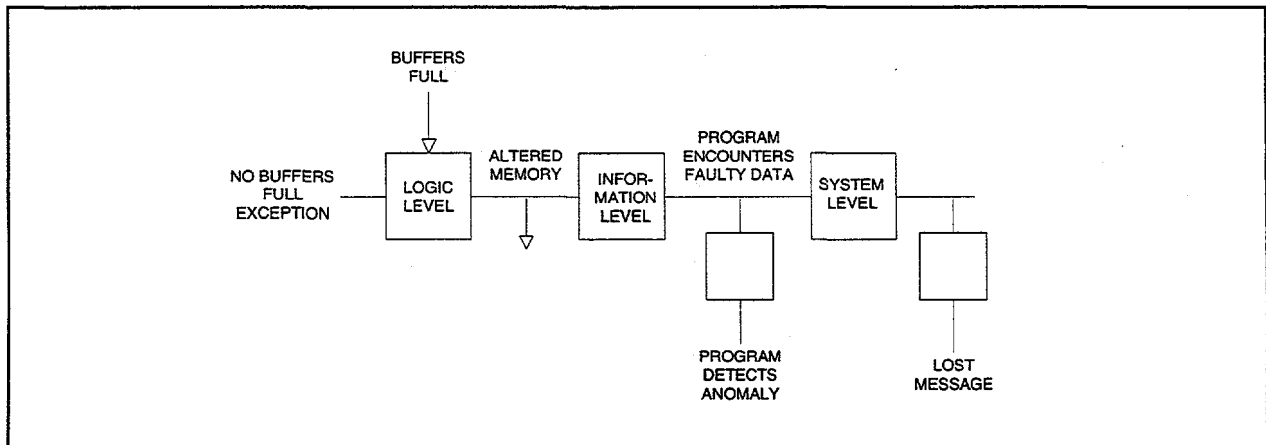 BUFFERS
FULL
NO BUFFERS
FULL
EXCEPTION
LOGIC
LEVEL
ALTERED
MEMORY
INFOR-
MATION
LEVEL
PROGRAM
ENCOUNTERS
FAULTY DATA
SYSTEM
LEVEL
PROGRAM
DETECTS
ANOMALY
LOST
MESSAGE